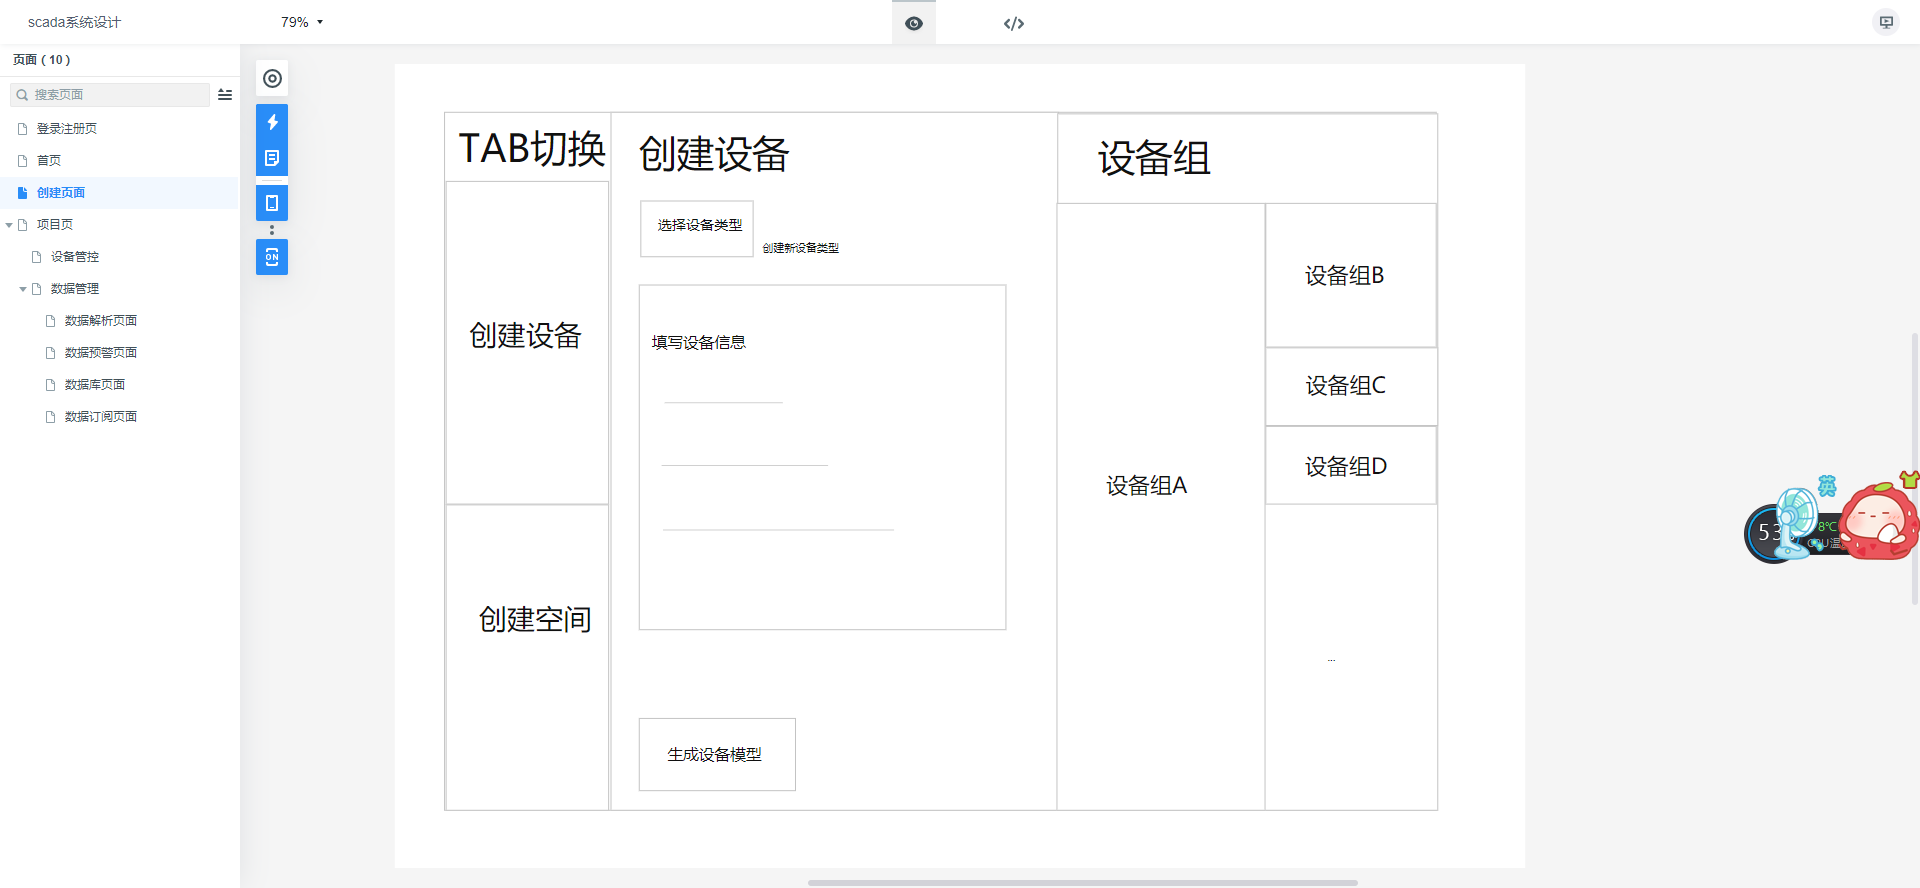 scada系统设计
79%
页面（10）
搜索页面
登录注册页
首页
创建页面
项目页
设备管控
数据管理
数据解析页面
数据预警页面
数据库页面
数据订阅页面
ON
TAB切换
创建设备
创建空间
创建设备
选择设备类型
创建新设备类型
填写设备信息
生成设备模型
设备组
设备组A
设备组B
设备组C
设备组D
...
英
53
8℃